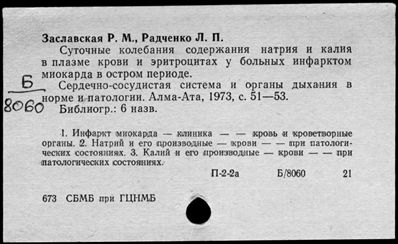 Заславская Р. М., Радченко Л. П.
Суточные колебания содержания натрия и калия
в плазме крови и эритроцитах у больных инфарктом
миокарда в остром периоде.
Б
8060
Сердечно-сосудистая система и органы дыхания в
норме и патологии. Алма-Ата, 1973, с. 51—53.
Библиогр.: 6 назв.
1. Инфаркт миокарда — клиника — — кровь и кроветворные
органы. 2. Натрий и его производные — крови — — при патологи-
ческих состояниях. 3. Калий и его производные — крови — — при
патологических состояниях.
П-2-2а Б/8060 21
673 СБМБ при ГЦНМБ